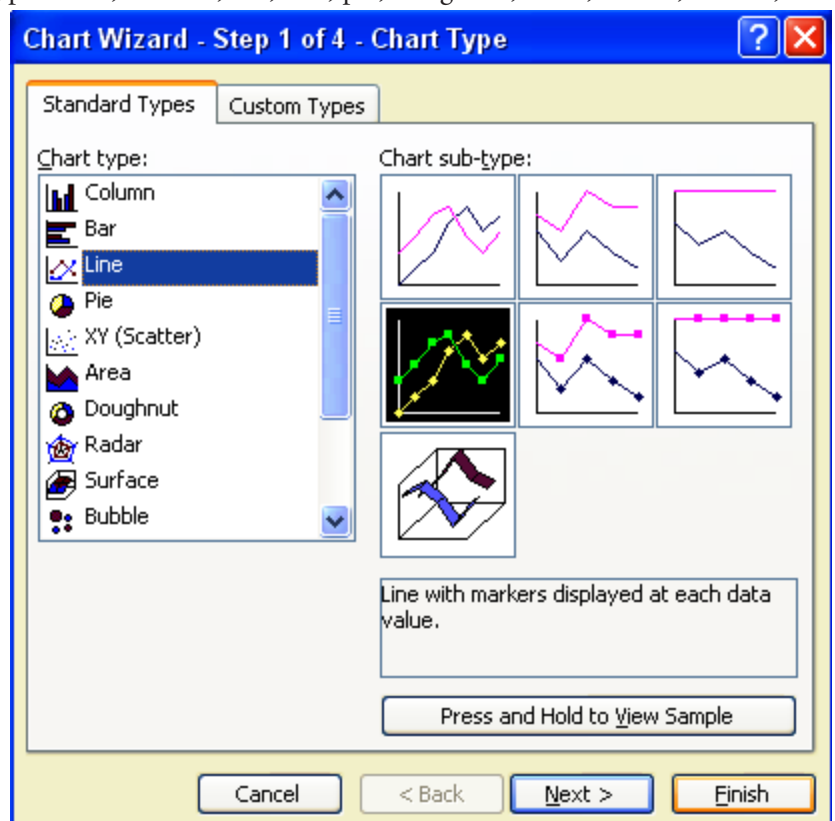 Chart Wizard - Step 1 of 4 - Chart Type
Standard Types
Custom Types
Chart type:
Column
Bar
Line
Pie
XY (Scatter)
Area
Doughnut
Radar
Surface
Bubble
Chart sub-type:
Line with markers displayed at each data
value.
Press and Hold to View Sample
Cancel
< Back
Next >
Finish